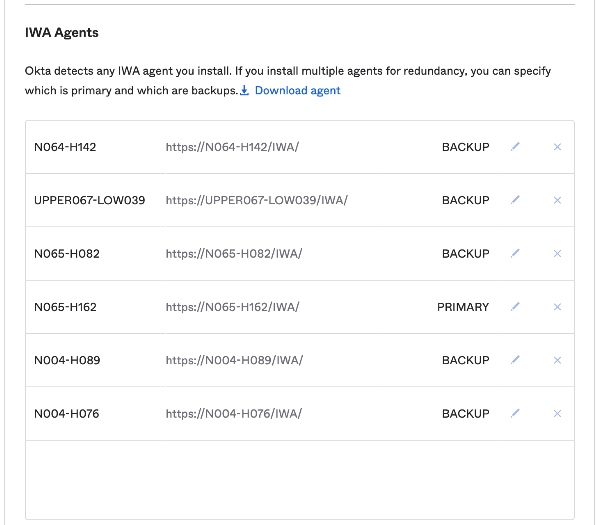 IWA Agents
Okta detects any IWA agent you install. If you install multiple agents for redundancy, you can specify
which is primary and which are backups. Download agent
N064-H142 https://N064-H142/IWA/ BACKUP
UPPER067-LOW039 https://UPPER067-LOW039/IWA/ BACKUP
N065-H082 https://N065-H082/IWA/ BACKUP
N065-H162 https://N065-H162/IWA/ PRIMARY
N004-H089 https://N004-H089/IWA/ BACKUP
N004-H076 https://N004-H076/IWA/ BACKUP